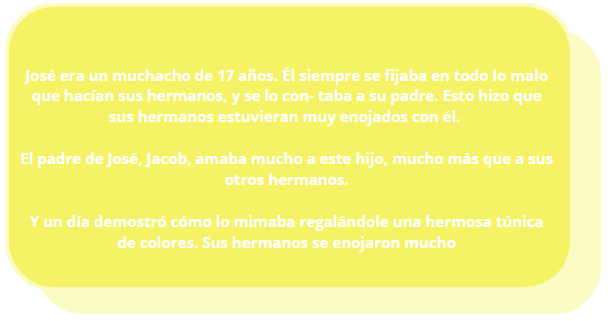 José era un muchacho de 17 años. Él siempre se fijaba en todo lo malo
que hacían sus hermanos, y se lo con- taba a su padre. Esto hizo que
sus hermanos estuvieran muy enojados con él.
El padre de José, Jacob, amaba mucho a este hijo, mucho más que a sus
otros hermanos.
Y un día demostró cómo lo mimaba regalándole una hermosa túnica
de colores. Sus hermanos se enojaron mucho